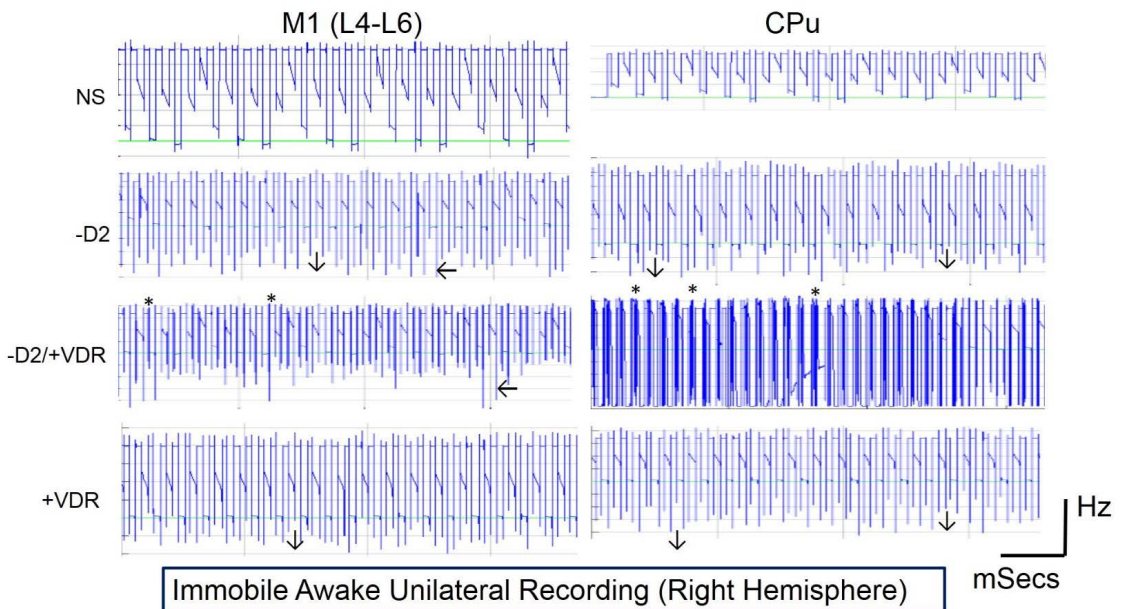 M1 (L4-L6) CPu
NS
-D2
* * * * *
-D2/+VDR
+VDR
Hz
mSecs
Immobile Awake Unilateral Recording (Right Hemisphere)